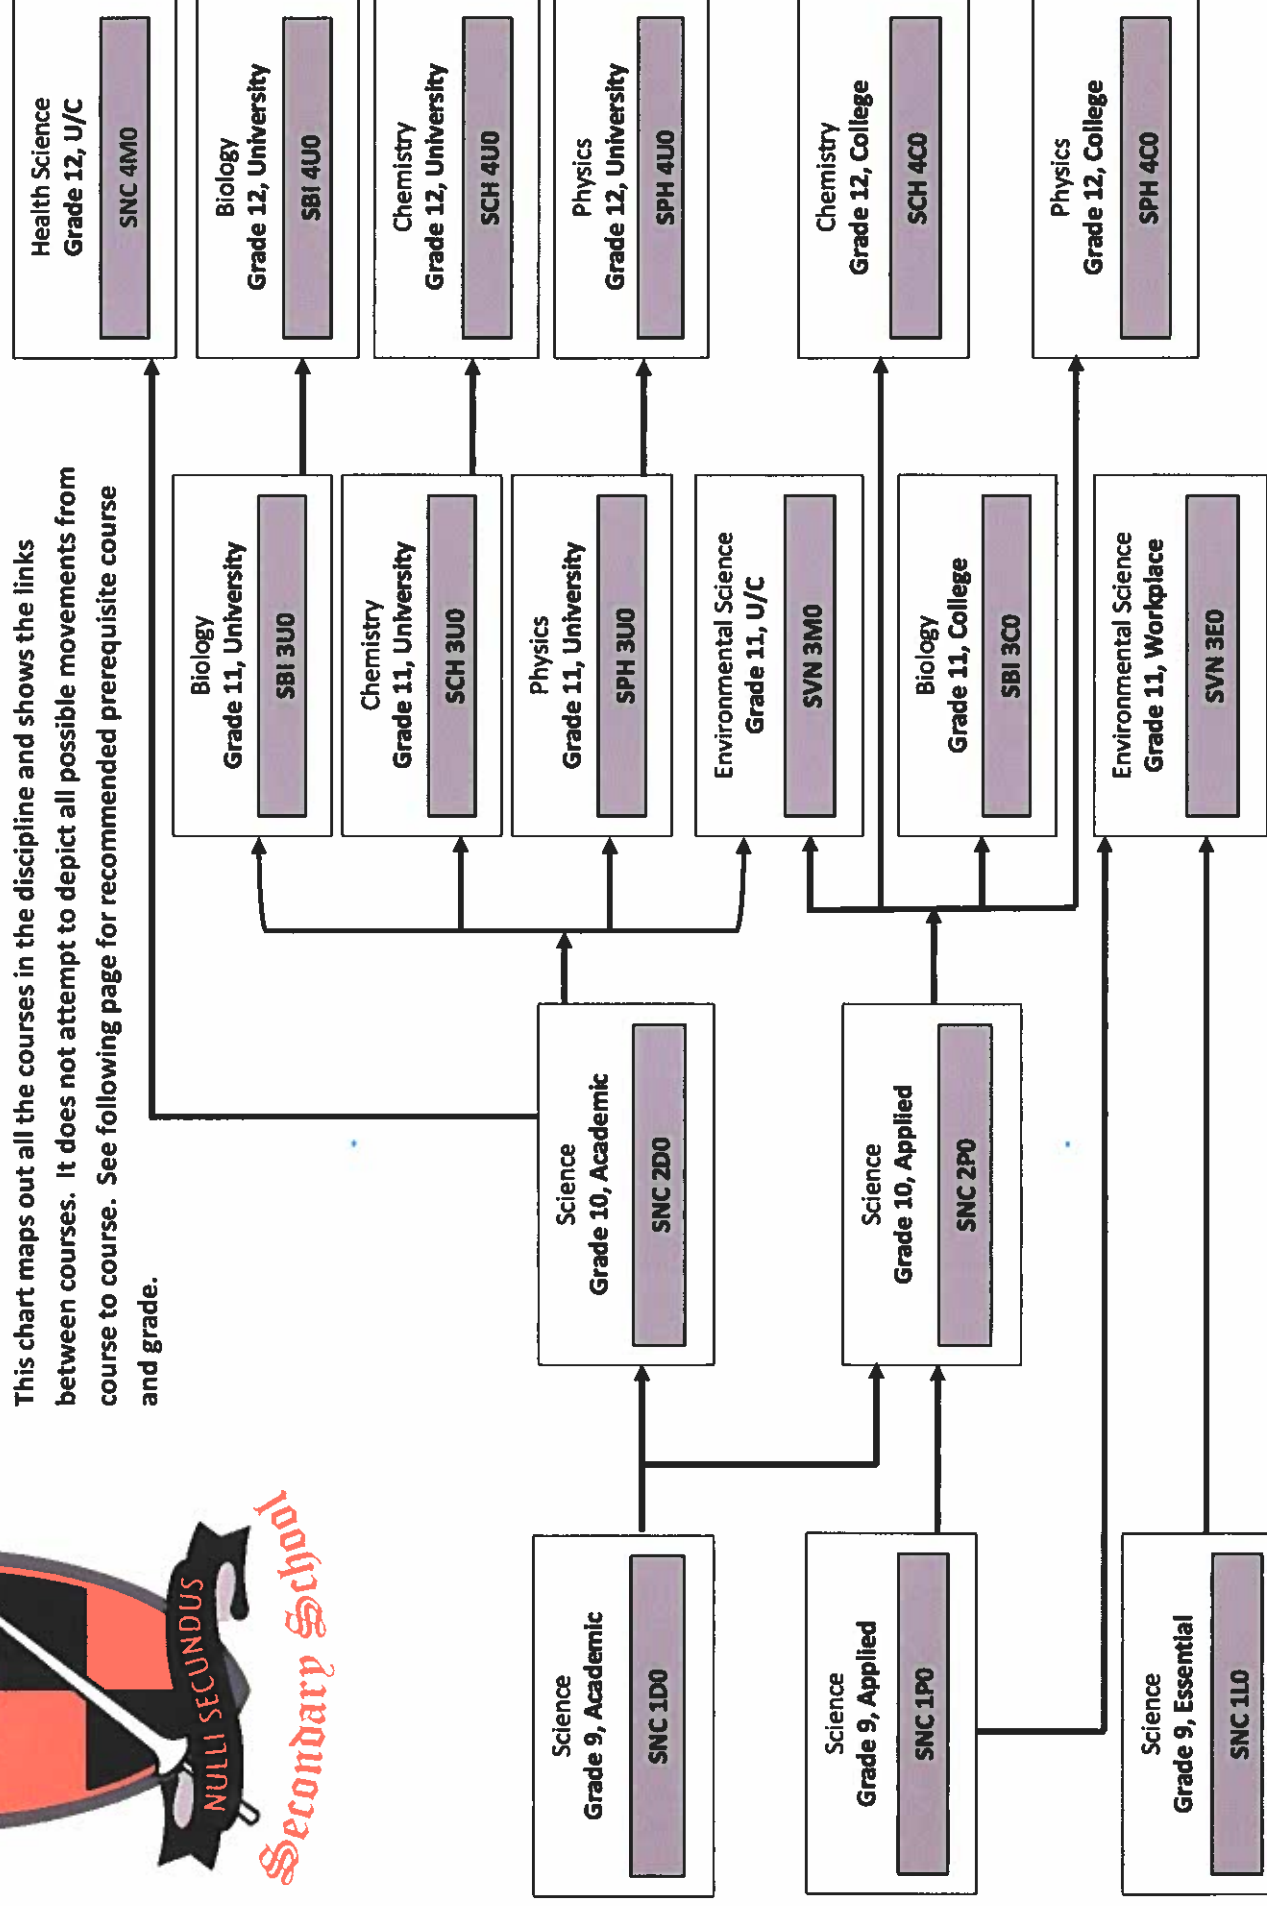 NULLI SECUNDUS
Secondary School
This chart maps out all the courses in the discipline and shows the links
between courses. It does not attempt to depict all possible movements from
course to course. See following page for recommended prerequisite course
and grade.
Science
Grade 9, Academic
SNC 1D0
Science
Grade 9, Applied
SNC 1P0
Science
Grade 9, Essential
SNC 1L0
Science
Grade 10, Academic
SNC 2D0
Science
Grade 10, Applied
SNC 2P0
Biology
Grade 11, University
SBI 3U0
Chemistry
Grade 11, University
SCH 3U0
Physics
Grade 11, University
SPH 3U0
Environmental Science
Grade 11, U/C
SVN 3M0
Biology
Grade 11, College
SBI 3C0
Environmental Science
Grade 11, Workplace
SVN 3E0
Health Science
Grade 12, U/C
SNC 4M0
Biology
Grade 12, University
SBI 4U0
Chemistry
Grade 12, University
SCH 4U0
Physics
Grade 12, University
SPH 4U0
Chemistry
Grade 12, College
SCH 4C0
Physics
Grade 12, College
SPH 4C0